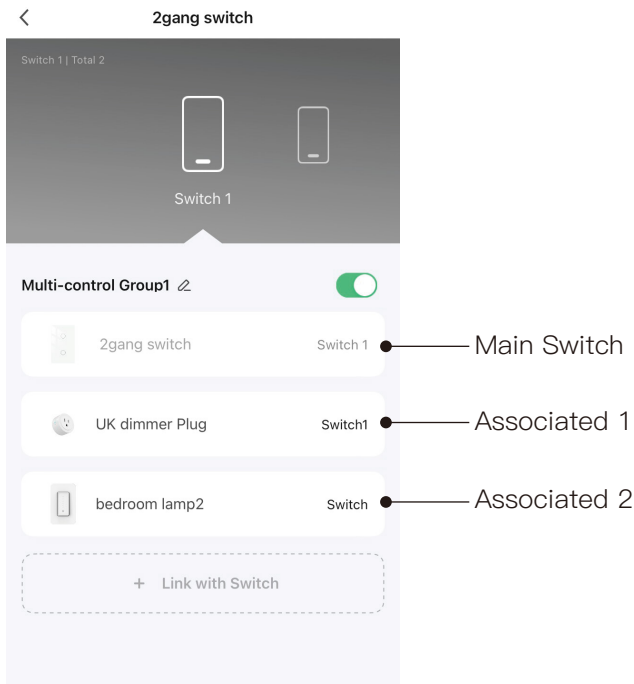 2gang switch
Switch 1 | Total 2
Switch 1
Multi-control Group1
2gang switch Switch 1 Main Switch
UK dimmer Plug Switch1 Associated 1
bedroom lamp2 Switch Associated 2
+ Link with Switch